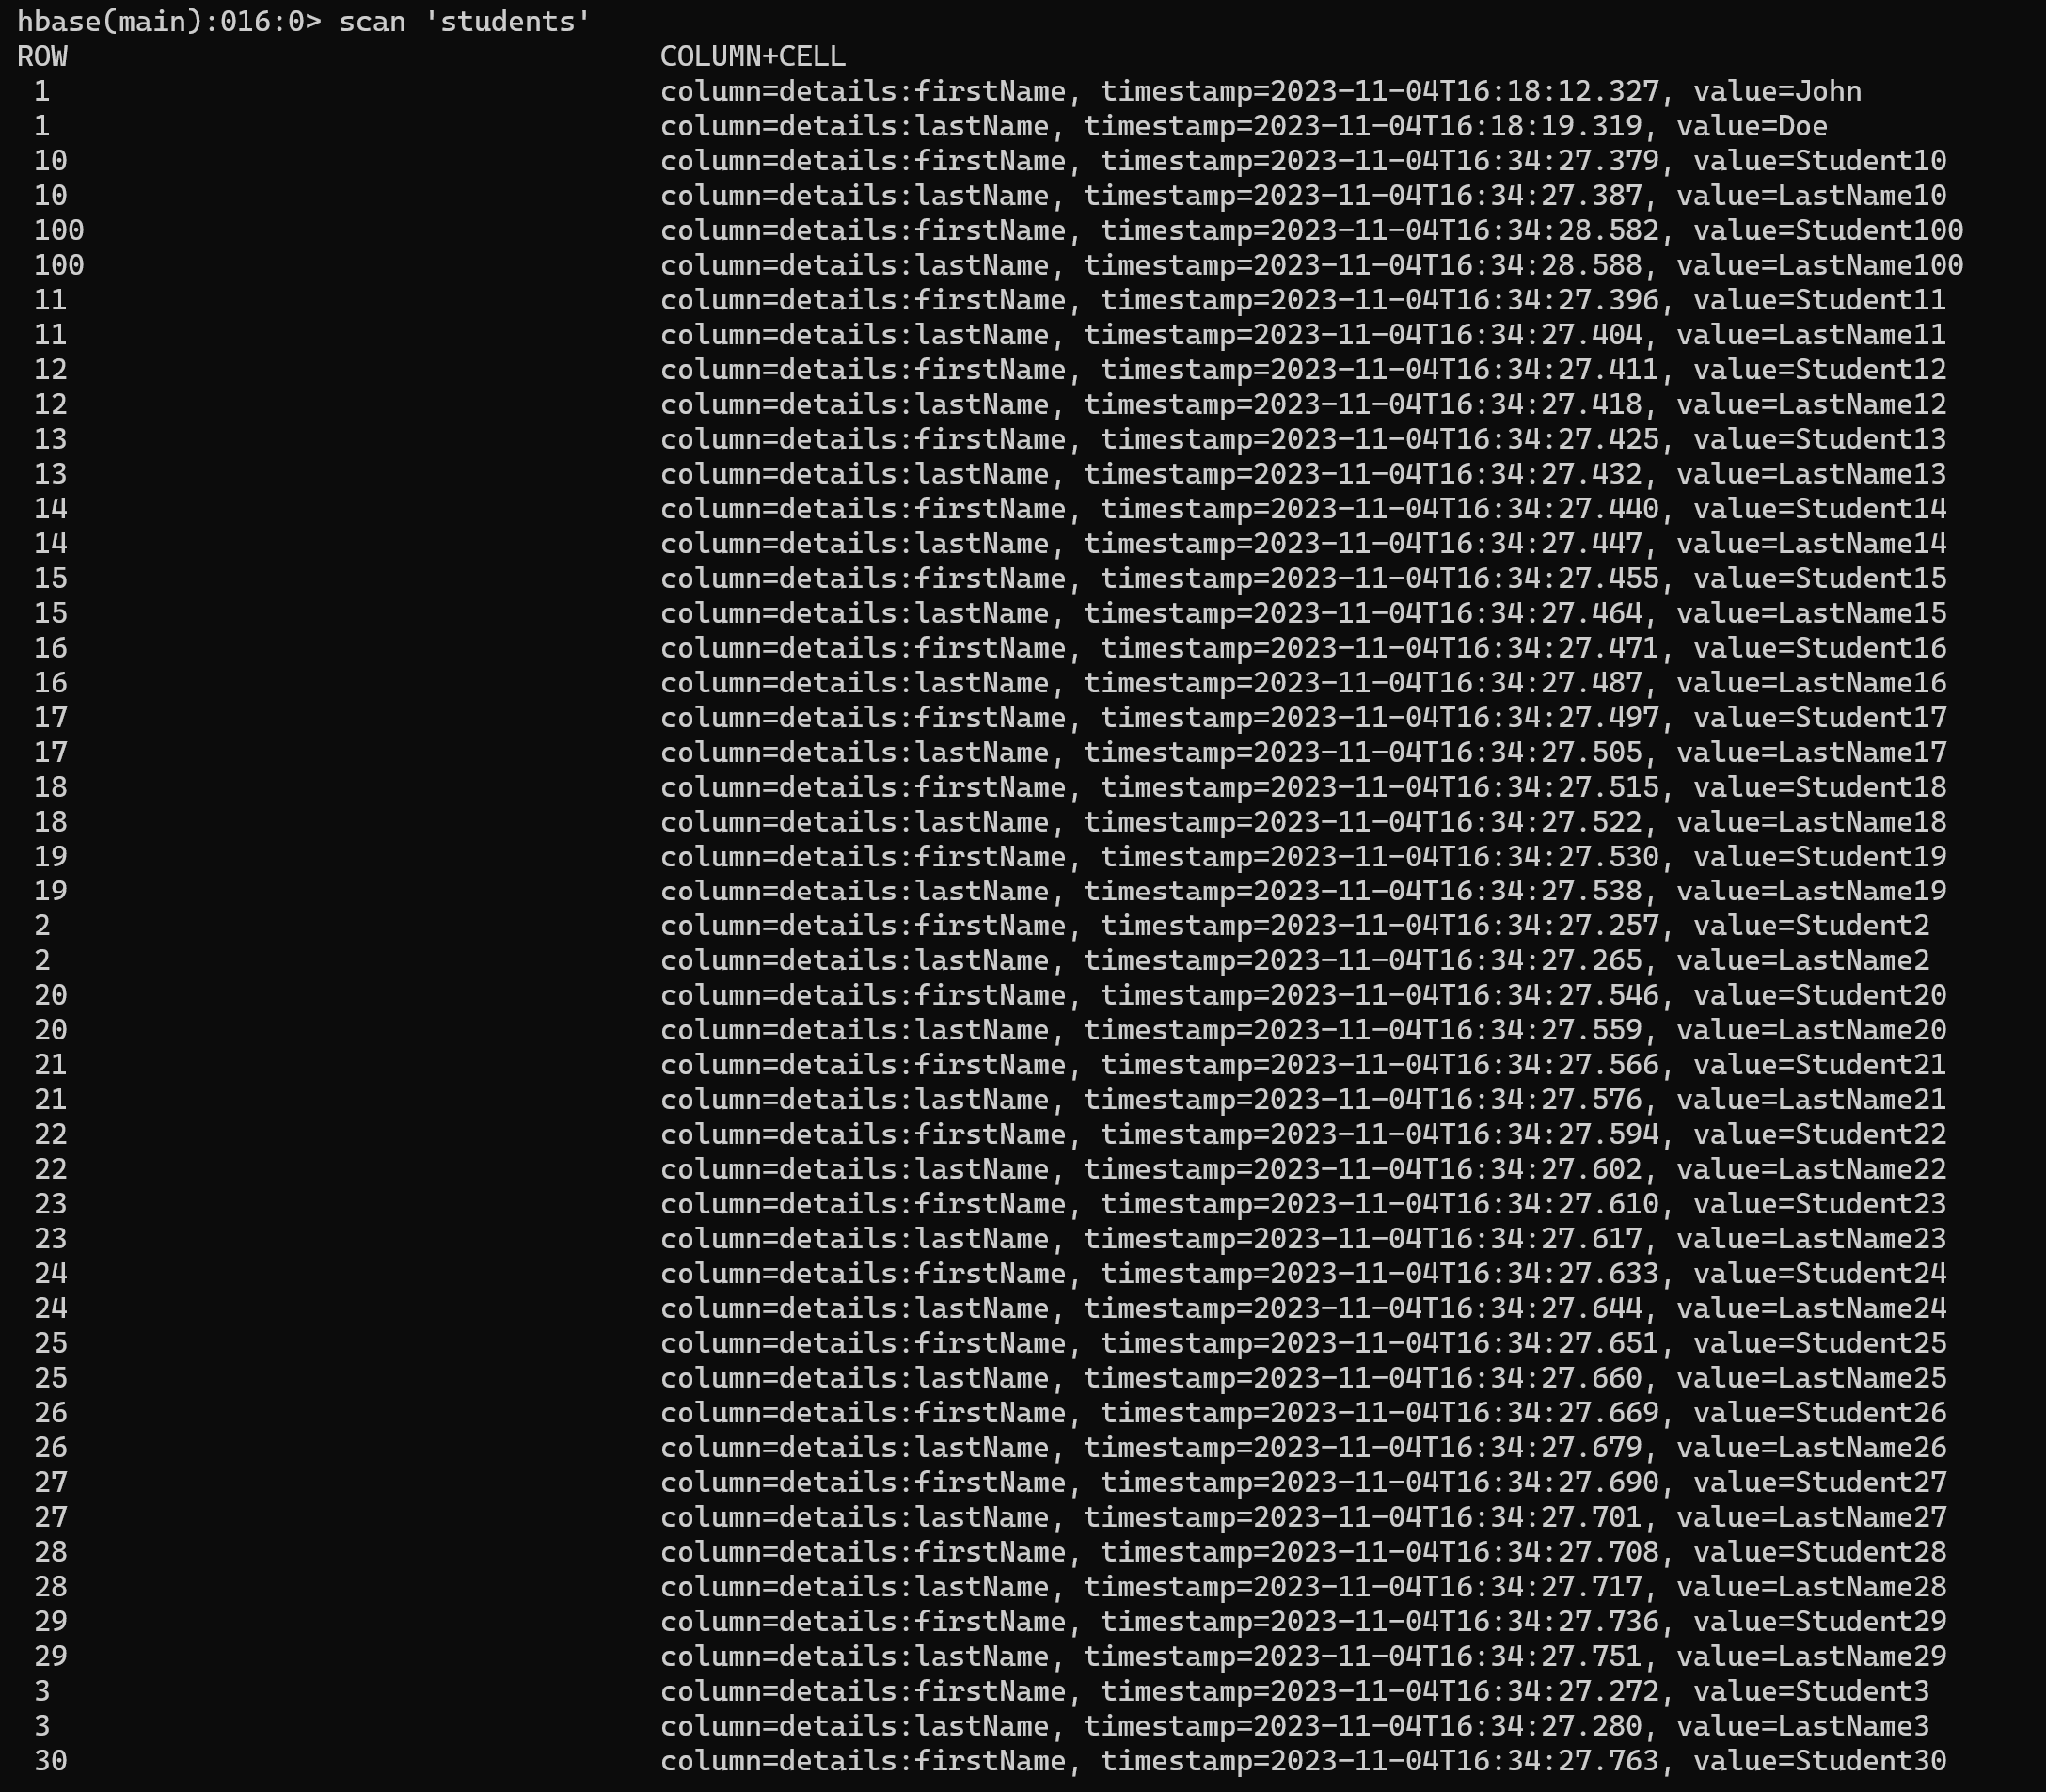 hbase(main):016:0> scan 'students'
ROW COLUMN+CELL
1 column=details:firstName, timestamp=2023-11-04T16:18:12.327, value=John
1 column=details:lastName, timestamp=2023-11-04T16:18:19.319, value=Doe
10 column=details:firstName, timestamp=2023-11-04T16:34:27.379, value=Student10
10 column=details:lastName, timestamp=2023-11-04T16:34:27.387, value=LastName10
100 column=details:firstName, timestamp=2023-11-04T16:34:28.582, value=Student100
100 column=details:lastName, timestamp=2023-11-04T16:34:28.588, value=LastName100
11 column=details:firstName, timestamp=2023-11-04T16:34:27.396, value=Student11
11 column=details:lastName, timestamp=2023-11-04T16:34:27.404, value=LastName11
12 column=details:firstName, timestamp=2023-11-04T16:34:27.411, value=Student12
12 column=details:lastName, timestamp=2023-11-04T16:34:27.418, value=LastName12
13 column=details:firstName, timestamp=2023-11-04T16:34:27.425, value=Student13
13 column=details:lastName, timestamp=2023-11-04T16:34:27.432, value=LastName13
14 column=details:firstName, timestamp=2023-11-04T16:34:27.440, value=Student14
14 column=details:lastName, timestamp=2023-11-04T16:34:27.447, value=LastName14
15 column=details:firstName, timestamp=2023-11-04T16:34:27.455, value=Student15
15 column=details:lastName, timestamp=2023-11-04T16:34:27.464, value=LastName15
16 column=details:firstName, timestamp=2023-11-04T16:34:27.471, value=Student16
16 column=details:lastName, timestamp=2023-11-04T16:34:27.487, value=LastName16
17 column=details:firstName, timestamp=2023-11-04T16:34:27.497, value=Student17
17 column=details:lastName, timestamp=2023-11-04T16:34:27.505, value=LastName17
18 column=details:firstName, timestamp=2023-11-04T16:34:27.515, value=Student18
18 column=details:lastName, timestamp=2023-11-04T16:34:27.522, value=LastName18
19 column=details:firstName, timestamp=2023-11-04T16:34:27.530, value=Student19
19 column=details:lastName, timestamp=2023-11-04T16:34:27.538, value=LastName19
2 column=details:firstName, timestamp=2023-11-04T16:34:27.257, value=Student2
2 column=details:lastName, timestamp=2023-11-04T16:34:27.265, value=LastName2
20 column=details:firstName, timestamp=2023-11-04T16:34:27.546, value=Student20
20 column=details:lastName, timestamp=2023-11-04T16:34:27.559, value=LastName20
21 column=details:firstName, timestamp=2023-11-04T16:34:27.566, value=Student21
21 column=details:lastName, timestamp=2023-11-04T16:34:27.576, value=LastName21
22 column=details:firstName, timestamp=2023-11-04T16:34:27.594, value=Student22
22 column=details:lastName, timestamp=2023-11-04T16:34:27.602, value=LastName22
23 column=details:firstName, timestamp=2023-11-04T16:34:27.610, value=Student23
23 column=details:lastName, timestamp=2023-11-04T16:34:27.617, value=LastName23
24 column=details:firstName, timestamp=2023-11-04T16:34:27.633, value=Student24
24 column=details:lastName, timestamp=2023-11-04T16:34:27.644, value=LastName24
25 column=details:firstName, timestamp=2023-11-04T16:34:27.651, value=Student25
25 column=details:lastName, timestamp=2023-11-04T16:34:27.660, value=LastName25
26 column=details:firstName, timestamp=2023-11-04T16:34:27.669, value=Student26
26 column=details:lastName, timestamp=2023-11-04T16:34:27.679, value=LastName26
27 column=details:firstName, timestamp=2023-11-04T16:34:27.690, value=Student27
27 column=details:lastName, timestamp=2023-11-04T16:34:27.701, value=LastName27
28 column=details:firstName, timestamp=2023-11-04T16:34:27.708, value=Student28
28 column=details:lastName, timestamp=2023-11-04T16:34:27.717, value=LastName28
29 column=details:firstName, timestamp=2023-11-04T16:34:27.736, value=Student29
29 column=details:lastName, timestamp=2023-11-04T16:34:27.751, value=LastName29
3 column=details:firstName, timestamp=2023-11-04T16:34:27.272, value=Student3
3 column=details:lastName, timestamp=2023-11-04T16:34:27.280, value=LastName3
30 column=details:firstName, timestamp=2023-11-04T16:34:27.763, value=Student30